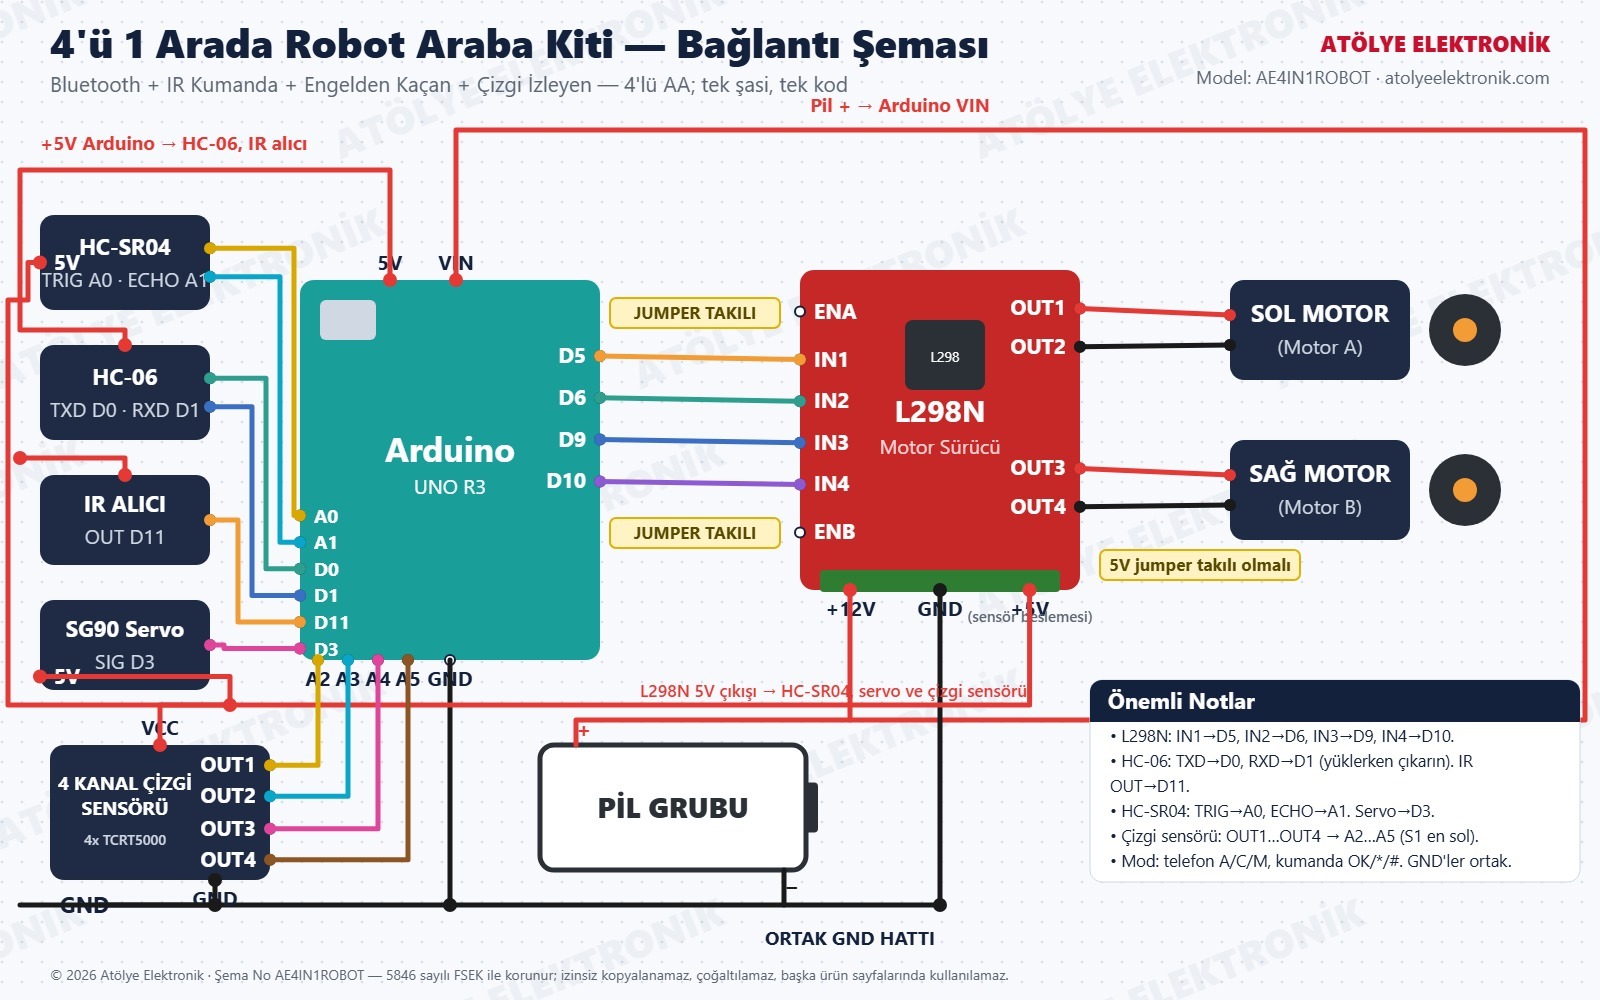 4'ü 1 Arada Robot Araba Kiti — Bağlantı Şeması
ATÖLYE ELEKTRONİK
Bluetooth + IR Kumanda + Engelden Kaçan + Çizgi İzleyen — 4'lü AA; tek şasi, tek kod
Model: AE4IN1ROBOT · atolyeelektronik.com
Pil + → Arduino VIN
+5V Arduino → HC-06, IR alıcı
HC-SR04
5V
TRIG A0 · ECHO A1
HC-06
TXD D0 · RXD D1
IR ALICI
OUT D11
SG90 Servo
SIG D3
5V
5V
VIN
Arduino
UNO R3
D5
D6
D9
D10
A0
A1
D0
D1
D11
D3
A2 A3 A4 A5 GND
JUMPER TAKILI
JUMPER TAKILI
ENA
IN1
IN2
IN3
IN4
ENB
L298
L298N
Motor Sürücü
OUT1
OUT2
OUT3
OUT4
+12V
GND
+5V
(sensör beslemesi)
SOL MOTOR
(Motor A)
SAĞ MOTOR
(Motor B)
5V jumper takılı olmalı
L298N 5V çıkışı → HC-SR04, servo ve çizgi sensörü
VCC
4 KANAL ÇİZGİ
SENSÖRÜ
4x TCRT5000
OUT1
OUT2
OUT3
OUT4
GND
GND
+
PİL GRUBU
–
ORTAK GND HATTI
Önemli Notlar
• L298N: IN1→D5, IN2→D6, IN3→D9, IN4→D10.
• HC-06: TXD→D0, RXD→D1 (yüklerken çıkarın). IR
OUT→D11.
• HC-SR04: TRIG→A0, ECHO→A1. Servo→D3.
• Çizgi sensörü: OUT1...OUT4 → A2...A5 (S1 en sol).
• Mod: telefon A/C/M, kumanda OK/*/#. GND'ler ortak.
© 2026 Atölye Elektronik · Şema No AE4IN1ROBOT — 5846 sayılı FSEK ile korunur; izinsiz kopyalanamaz, çoğaltılamaz, başka ürün sayfalarında kullanılamaz.